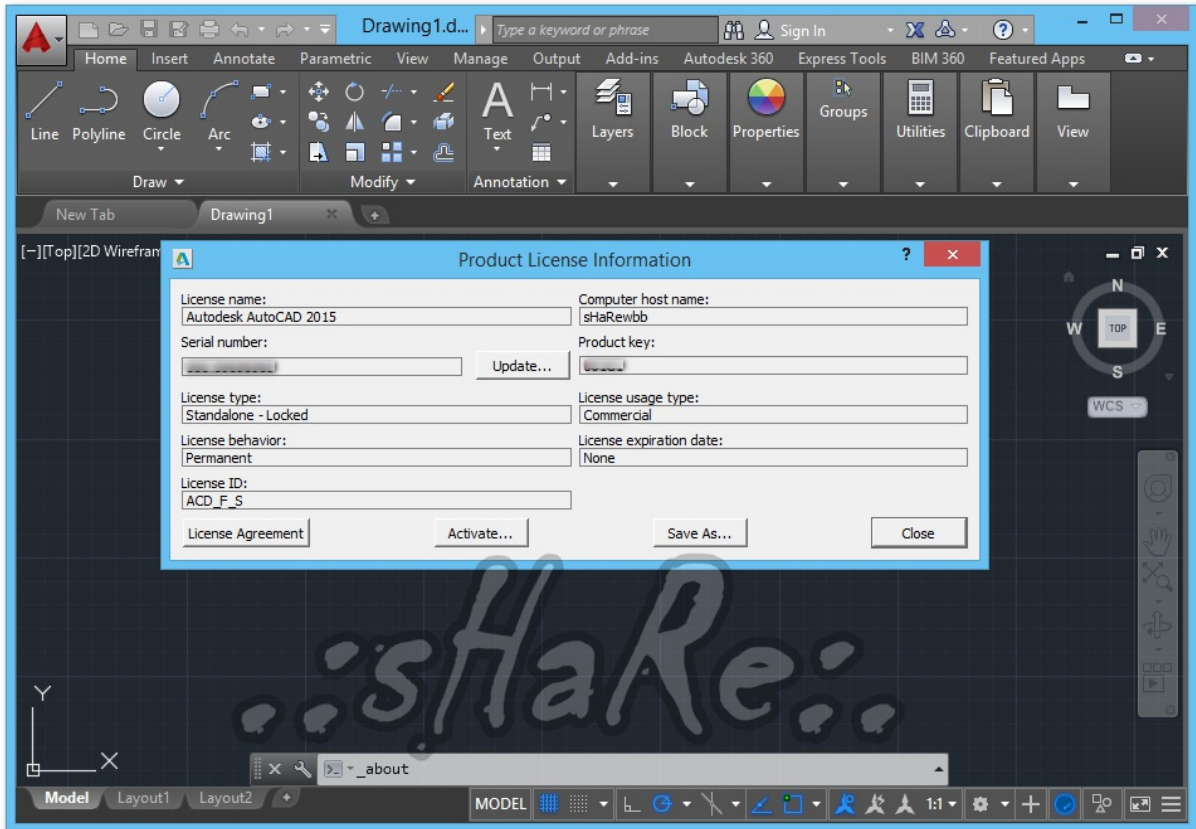 Drawing1.d... Type a keyword or phrase Sign In
Home Insert Annotate Parametric View Manage Output Add-ins Autodesk 360 Express Tools BIM 360 Featured Apps
Line Polyline Circle Arc Text Layers Block Properties Groups Utilities Clipboard View
Draw Modify Annotation
New Tab Drawing1
[−][Top][2D Wirefram
Product License Information
License name: Computer host name:
Autodesk AutoCAD 2015 sHaRewbb
Serial number: Product key:
Update...
License type: License usage type:
Standalone - Locked Commercial
License behavior: License expiration date:
Permanent None
License ID:
ACD_F_S
License Agreement Activate... Save As... Close
N
W TOP E
S
WCS
..:sHaRe:..
Y
X
_about
Model Layout1 Layout2
MODEL 1:1